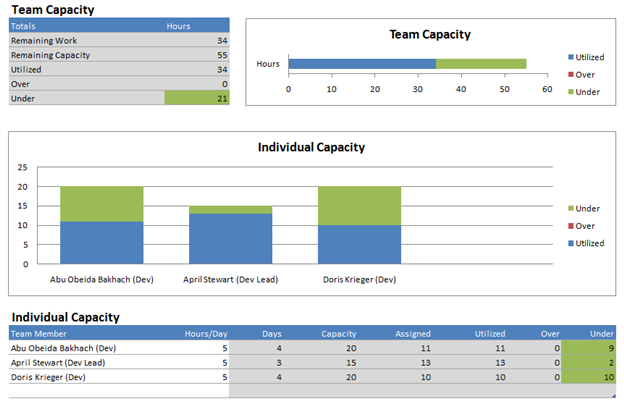 Team Capacity
Totals Hours
Remaining Work 34
Remaining Capacity 55
Utilized 34
Over 0
Under 21
Team Capacity
Hours
0 10 20 30 40 50 60
Utilized
Over
Under
Individual Capacity
25
20
15
10
5
0
Abu Obeida Bakhach (Dev) April Stewart (Dev Lead) Doris Krieger (Dev)
Under
Over
Utilized
Individual Capacity
Team Member Hours/Day Days Capacity Assigned Utilized Over Under
Abu Obeida Bakhach (Dev) 5 4 20 11 11 0 9
April Stewart (Dev Lead) 5 3 15 13 13 0 2
Doris Krieger (Dev) 5 4 20 10 10 0 10